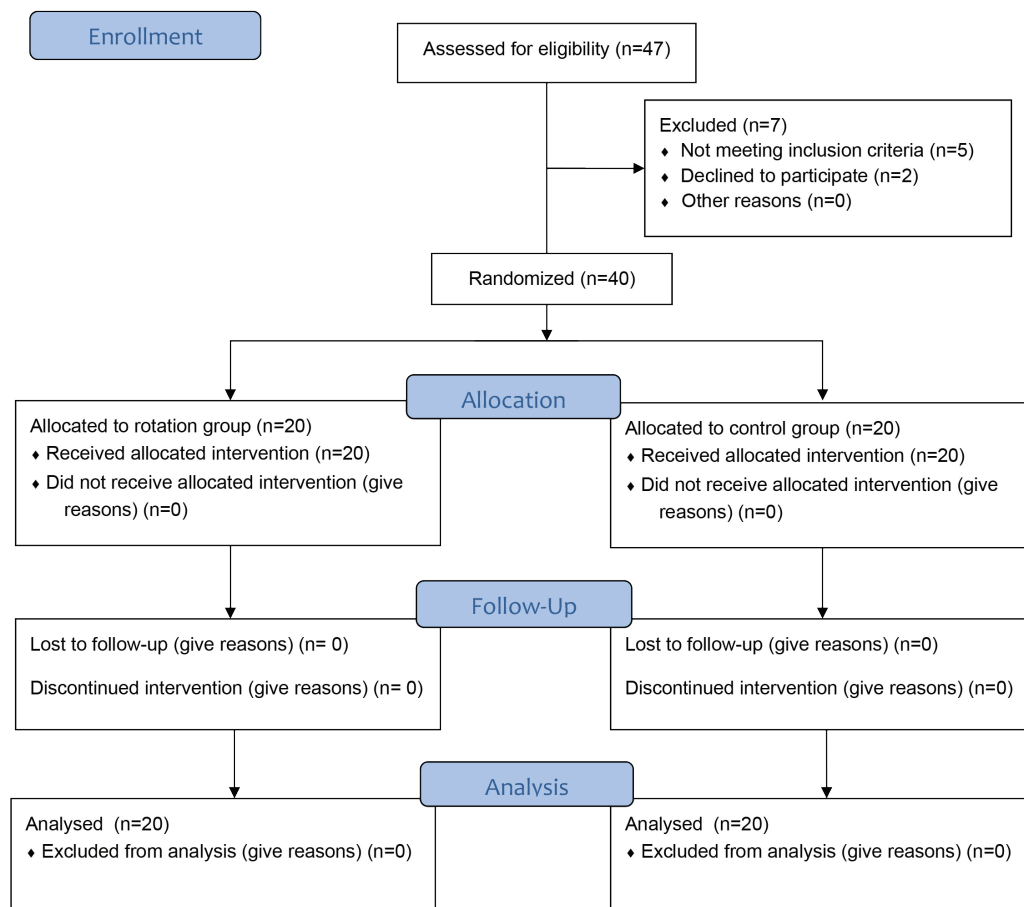 Enrollment
Assessed for eligibility (n=47)
Excluded (n=7)
♦ Not meeting inclusion criteria (n=5)
♦ Declined to participate (n=2)
♦ Other reasons (n=0)
Randomized (n=40)
Allocation
Allocated to rotation group (n=20)
♦ Received allocated intervention (n=20)
♦ Did not receive allocated intervention (give
reasons) (n=0)
Allocated to control group (n=20)
♦ Received allocated intervention (n=20)
♦ Did not receive allocated intervention (give
reasons) (n=0)
Follow-Up
Lost to follow-up (give reasons) (n= 0)
Discontinued intervention (give reasons) (n= 0)
Lost to follow-up (give reasons) (n=0)
Discontinued intervention (give reasons) (n=0)
Analysis
Analysed (n=20)
♦ Excluded from analysis (give reasons) (n=0)
Analysed (n=20)
♦ Excluded from analysis (give reasons) (n=0)